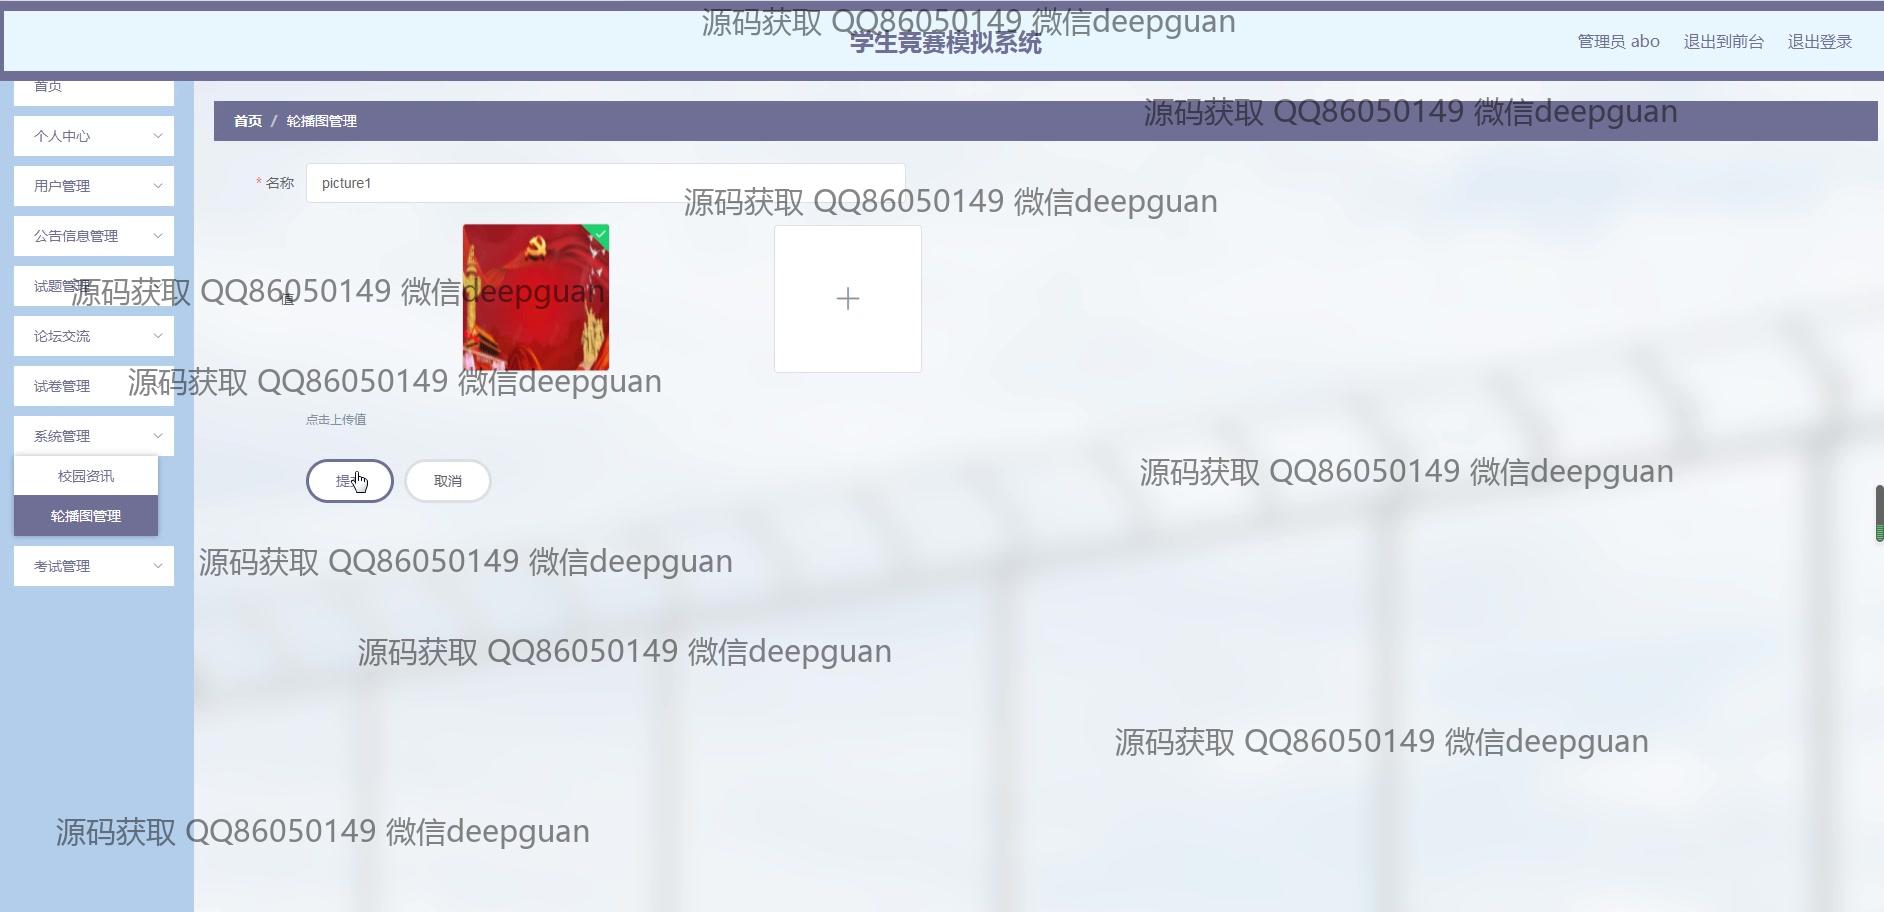 源码获取 QQ86050149 微信deepguan
学生竞赛模拟系统
管理员 abo
退出到前台
退出登录
首页
个人中心
用户管理
公告信息管理
试题管理
论坛交流
试卷管理
系统管理
校园资讯
轮播图管理
考试管理
首页 / 轮播图管理
源码获取 QQ86050149 微信deepguan
* 名称
picture1
源码获取 QQ86050149 微信deepguan
值
源码获取 QQ86050149 微信deepguan
源码获取 QQ86050149 微信deepguan
点击上传值
提
取消
源码获取 QQ86050149 微信deepguan
源码获取 QQ86050149 微信deepguan
源码获取 QQ86050149 微信deepguan
源码获取 QQ86050149 微信deepguan
源码获取 QQ86050149 微信deepguan